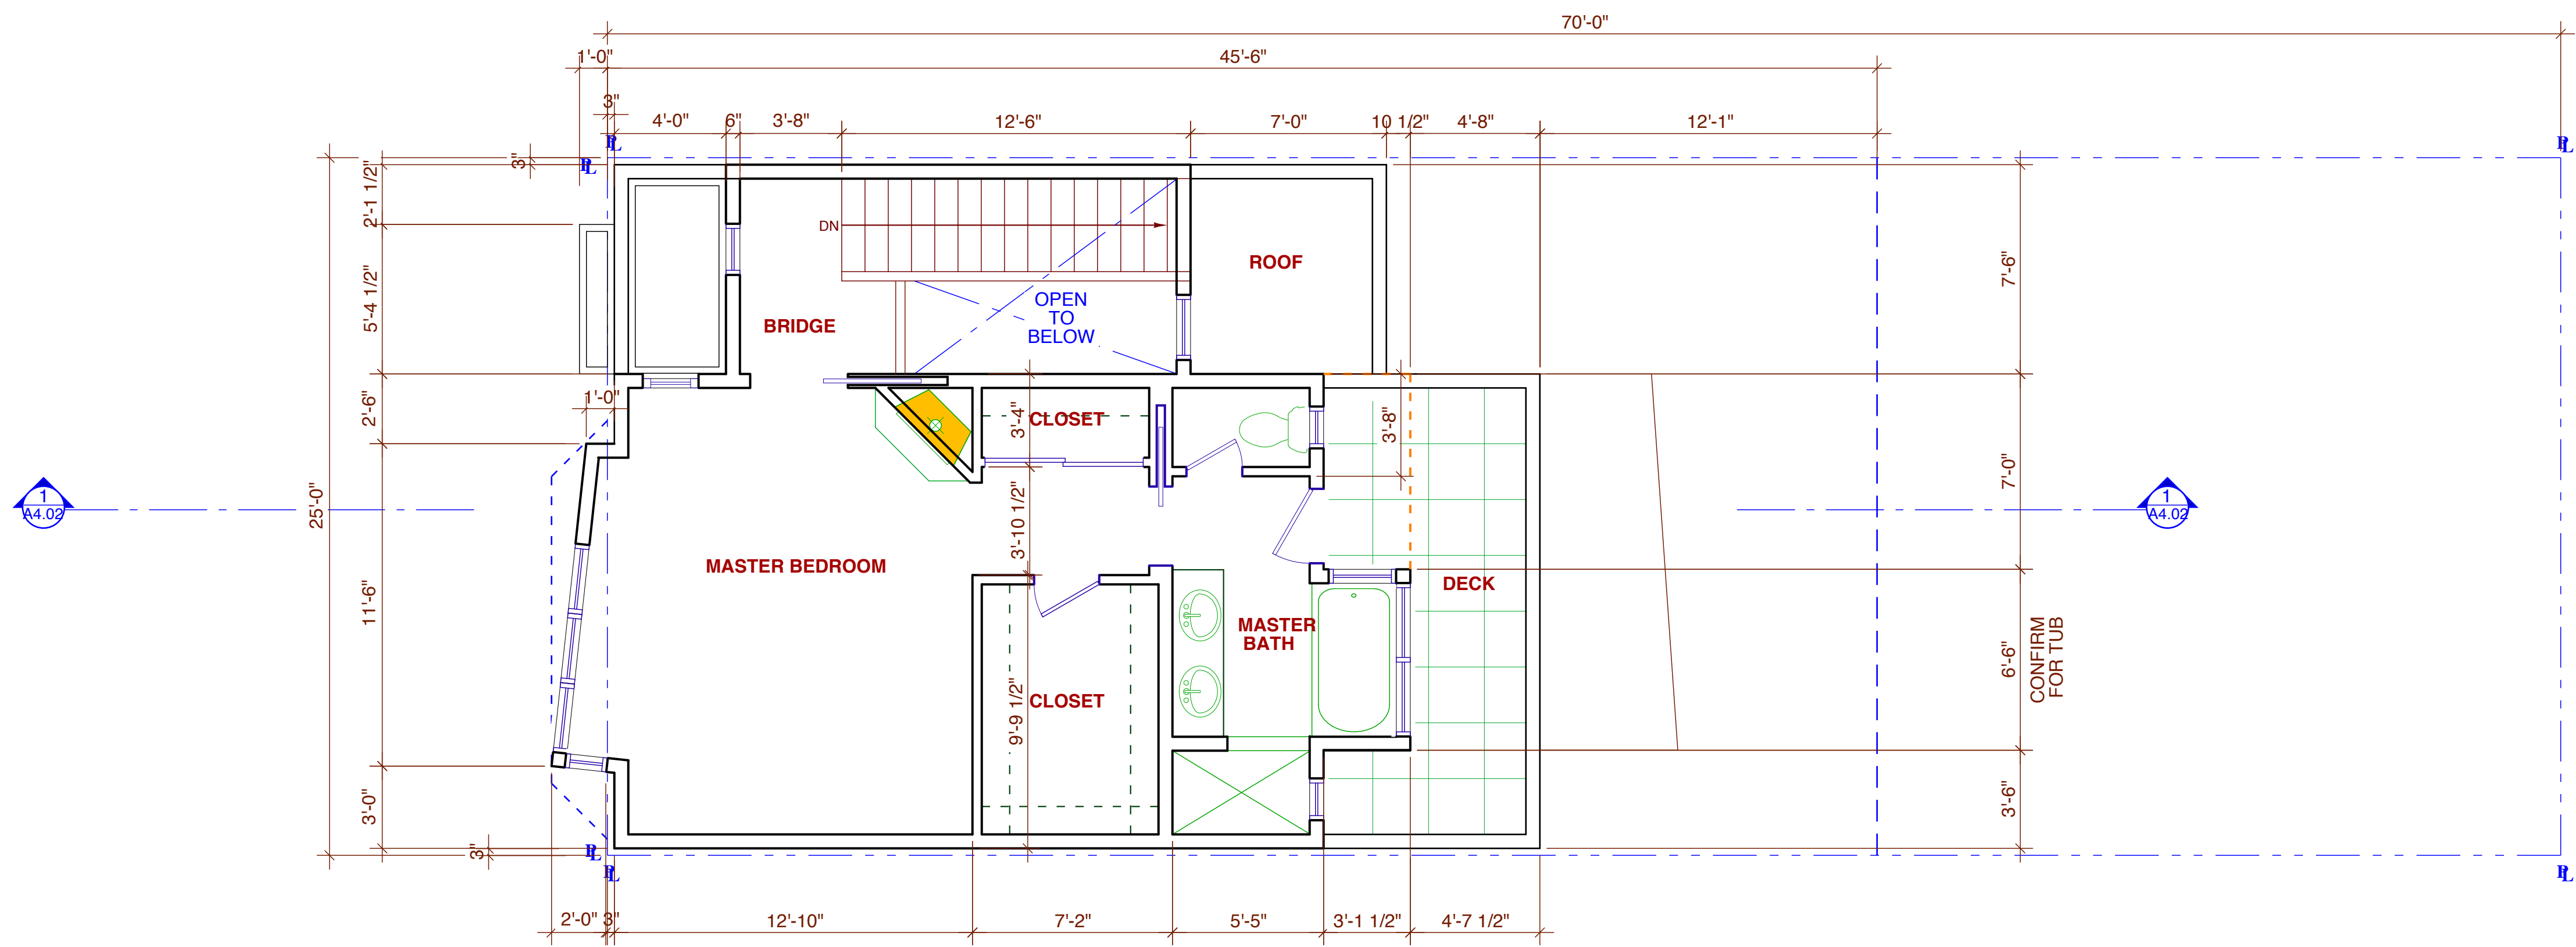 70'-0"
1'-0"
45'-6"
3"
4'-0"
6"
3'-8"
12'-6"
7'-0"
10 1/2"
4'-8"
12'-1"
PL
PL
PL
3"
2'-1 1/2"
DN
ROOF
7'-6"
5'-4 1/2"
BRIDGE
OPEN
TO
BELOW
2'-6"
1'-0"
3'-4"
CLOSET
3'-8"
7'-0"
1
A4.02
25'-0"
3'-10 1/2"
1
A4.02
MASTER BEDROOM
DECK
11'-6"
MASTER
BATH
6'-6"
CONFIRM
FOR TUB
9'-9 1/2"
CLOSET
3'-0"
3'-6"
3"
PL
PL
PL
2'-0"
3"
12'-10"
7'-2"
5'-5"
3'-1 1/2"
4'-7 1/2"